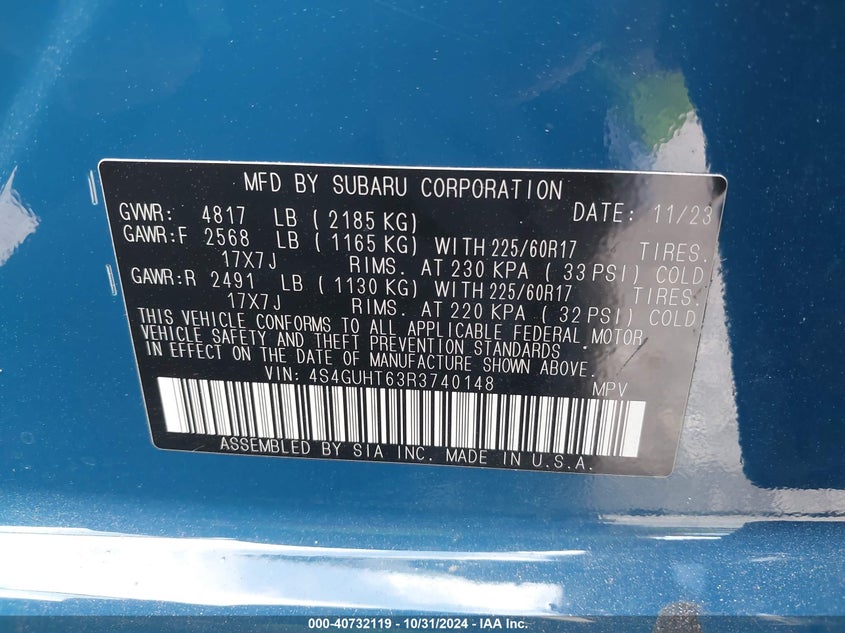 MFD BY SUBARU CORPORATION
GVWR: 4817 LB ( 2185 KG) DATE: 11/23
GAWR:F 2568 LB ( 1165 KG) WITH 225/60R17 TIRES.
17X7J RIMS. AT 230 KPA ( 33 PSI) COLD
GAWR:R 2491 LB ( 1130 KG) WITH 225/60R17 TIRES.
17X7J RIMS. AT 220 KPA ( 32 PSI) COLD
THIS VEHICLE CONFORMS TO ALL APPLICABLE FEDERAL MOTOR
VEHICLE SAFETY AND THEFT PREVENTION STANDARDS
IN EFFECT ON THE DATE OF MANUFACTURE SHOWN ABOVE.
VIN: 4S4GUHT63R3740148 MPV
ASSEMBLED BY SIA INC. MADE IN U.S.A.
000-40732119 - 10/31/2024 - IAA Inc.